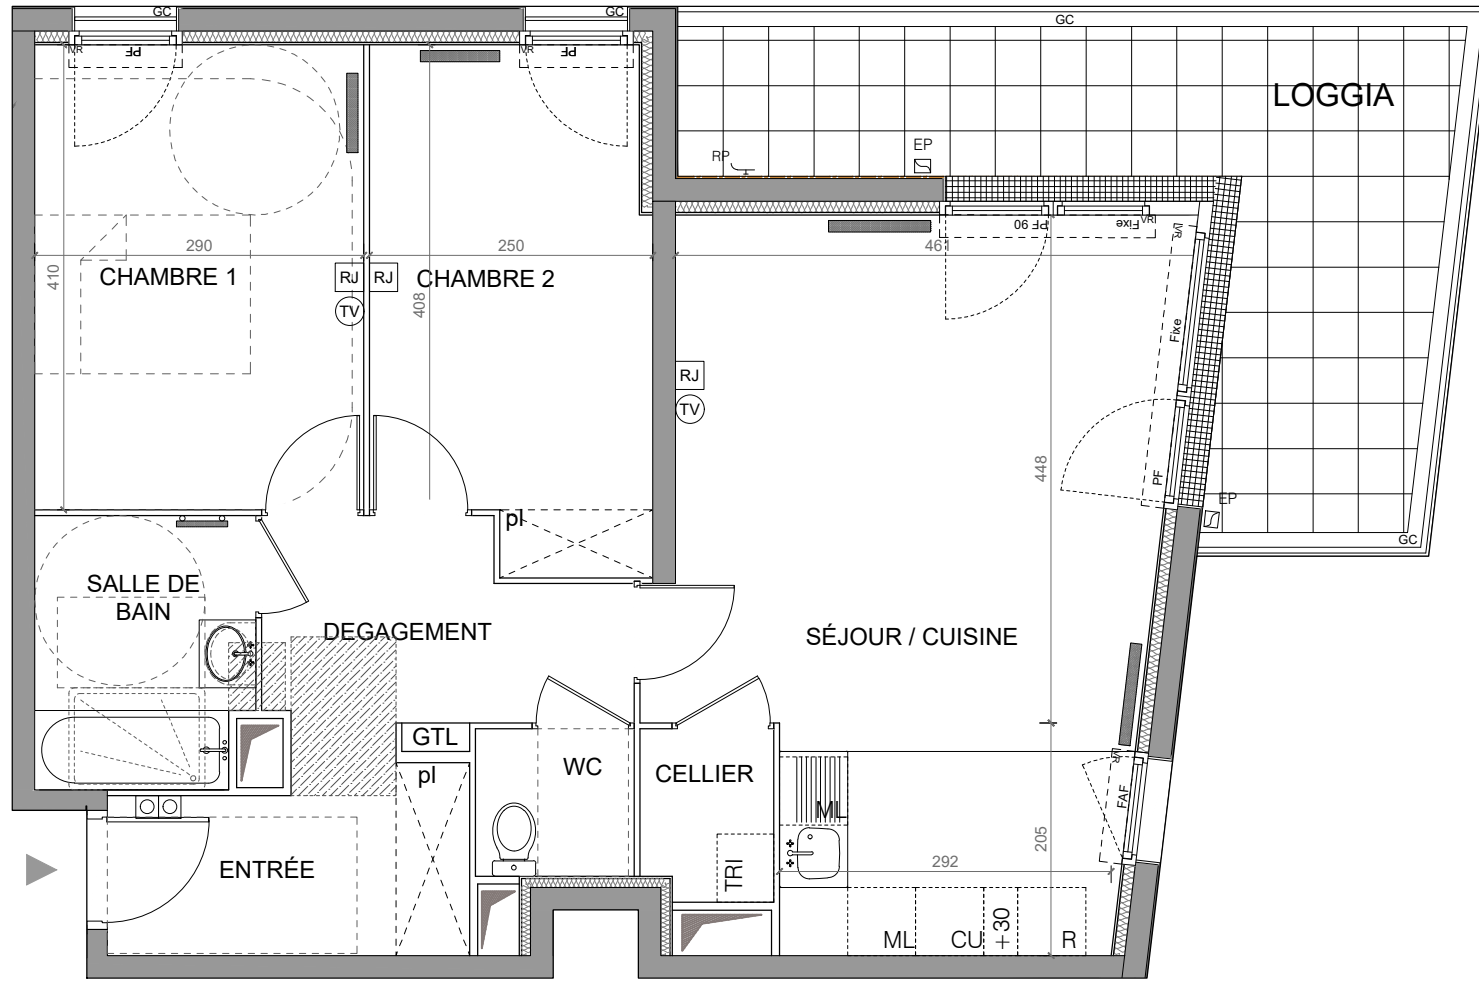 GC
GC
GC
VR
PF
VR
PF
LOGGIA
EP
RP
PF 90
Fixe
VR
VR
290
250
461
CHAMBRE 1
RJ
RJ
CHAMBRE 2
410
408
TV
Fixe
RJ
TV
448
PF
EP
GC
pl
SALLE DE
BAIN
DEGAGEMENT
SÉJOUR / CUISINE
GTL
pl
WC
CELLIER
VR
FAF
ML
205
292
ENTRÉE
TRI
ML
CU
+30
R